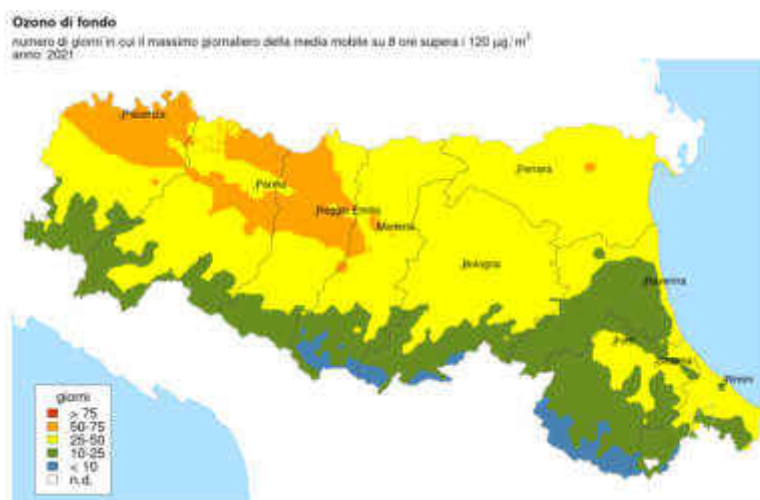 Ozono di fondo
numero di giorni in cui il massimo giornaliero della media mobile su 8 ore supera i 120 µg/m³
anno: 2021
Piacenza
Parma
Reggio Emilia
Modena
Ferrara
Bologna
Ravenna
Forlì
Cesena
Rimini
giorni
> 75
50-75
25-50
10-25
< 10
n.d.